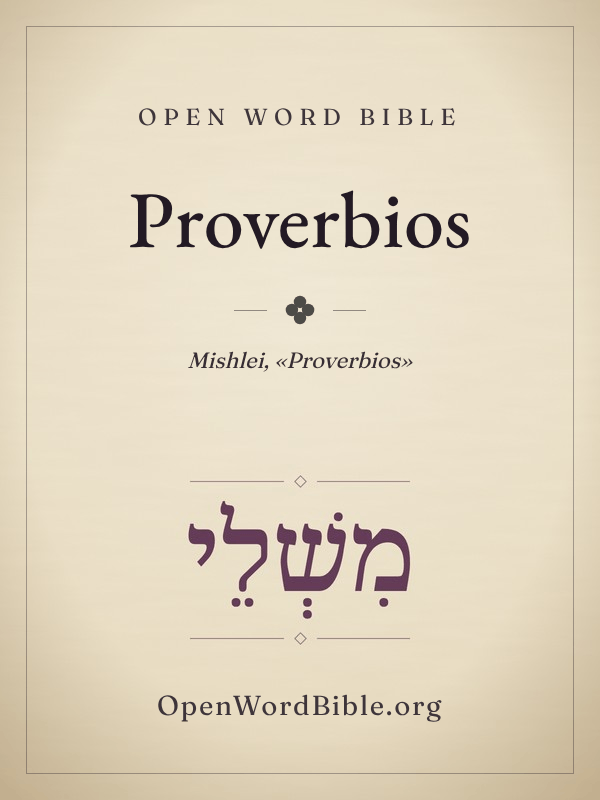 OPEN WORD BIBLE
Proverbios
Mishlei, «Proverbios»
מִשְׁלֵי
OpenWordBible.org